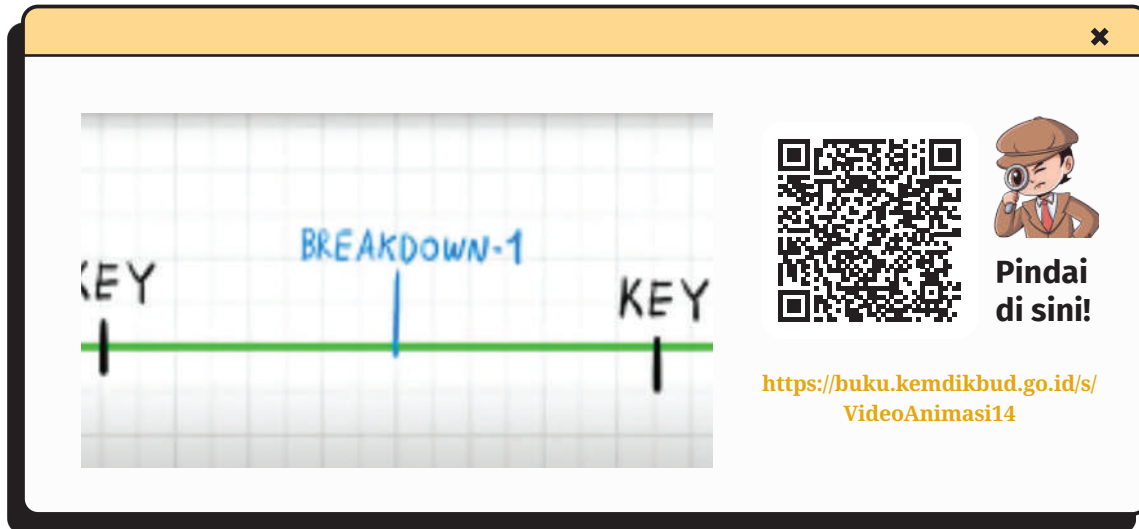 BREAKDOWN-1
KEY
KEY
Pindai
di sini!
https://buku.kemdikbud.go.id/s/
VideoAnimasi14